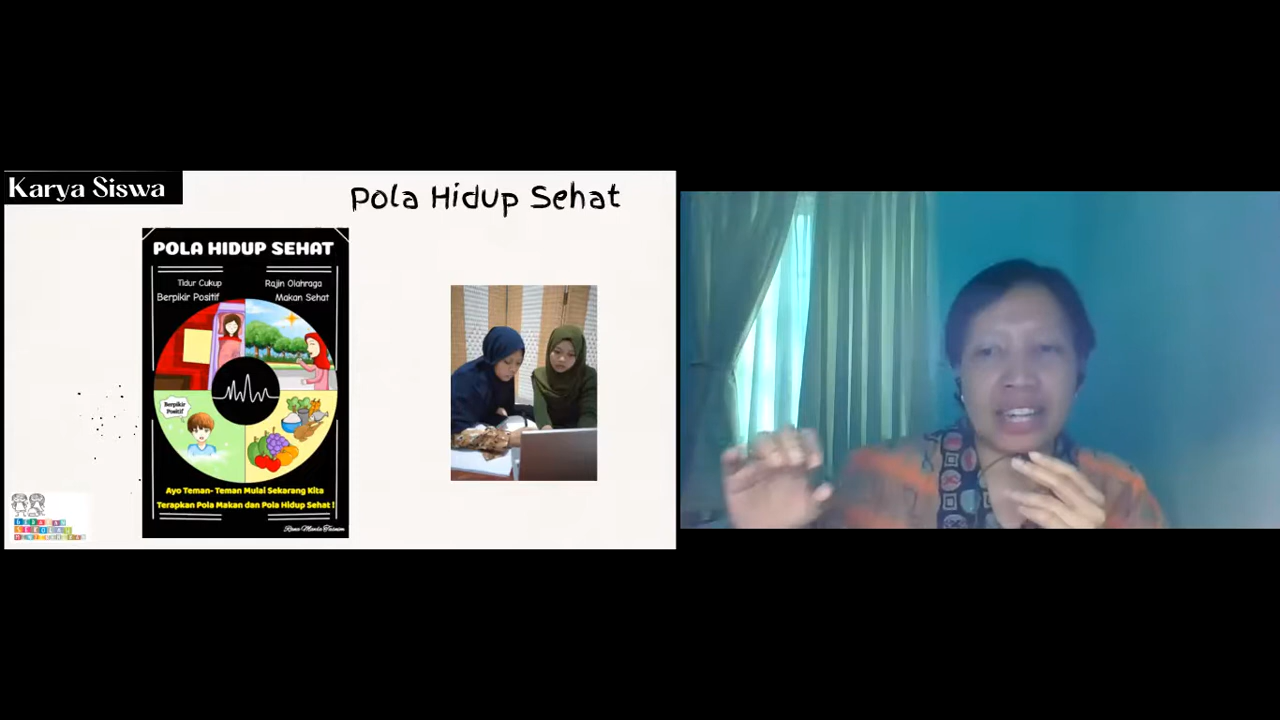 Karya Siswa
Pola Hidup Sehat
POLA HIDUP SEHAT
Tidur Cukup
Berpikir Positif
Rajin Olahraga
Makan Sehat
Berpikir
Positif
Ayo Teman- Teman Mulai Sekarang Kita
Terapkan Pola Makan dan Pola Hidup Sehat !